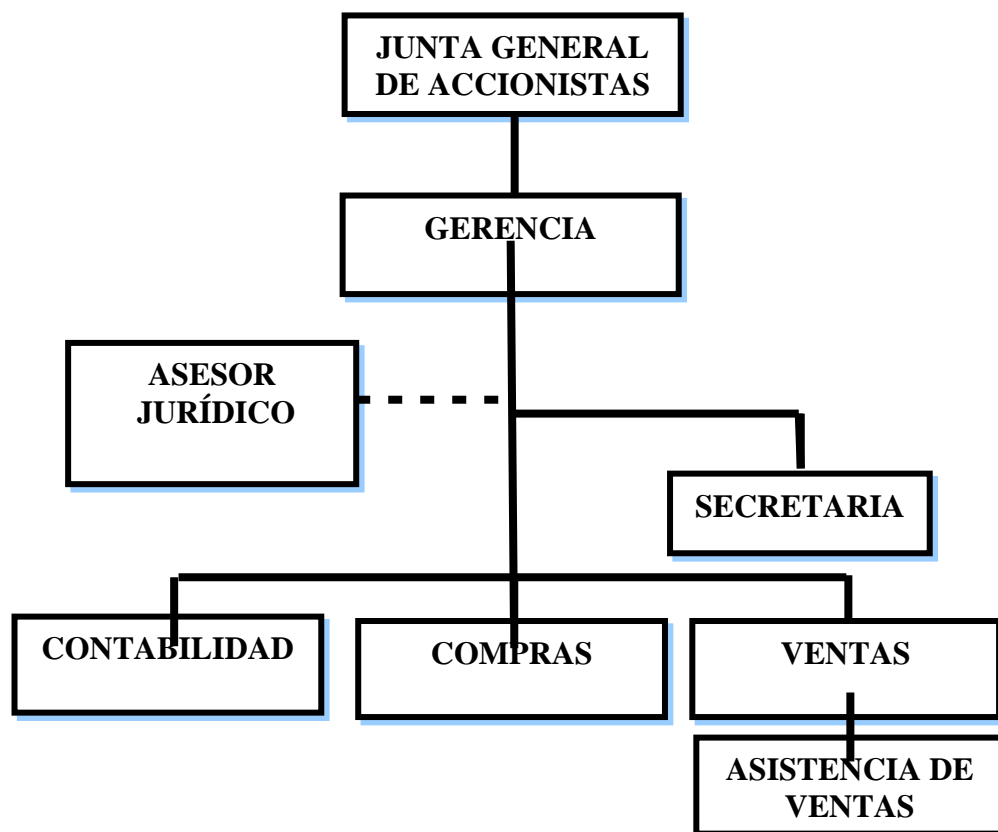 JUNTA GENERAL
DE ACCIONISTAS
GERENCIA
ASESOR
JURÍDICO
SECRETARIA
CONTABILIDAD
COMPRAS
VENTAS
ASISTENCIA DE
VENTAS